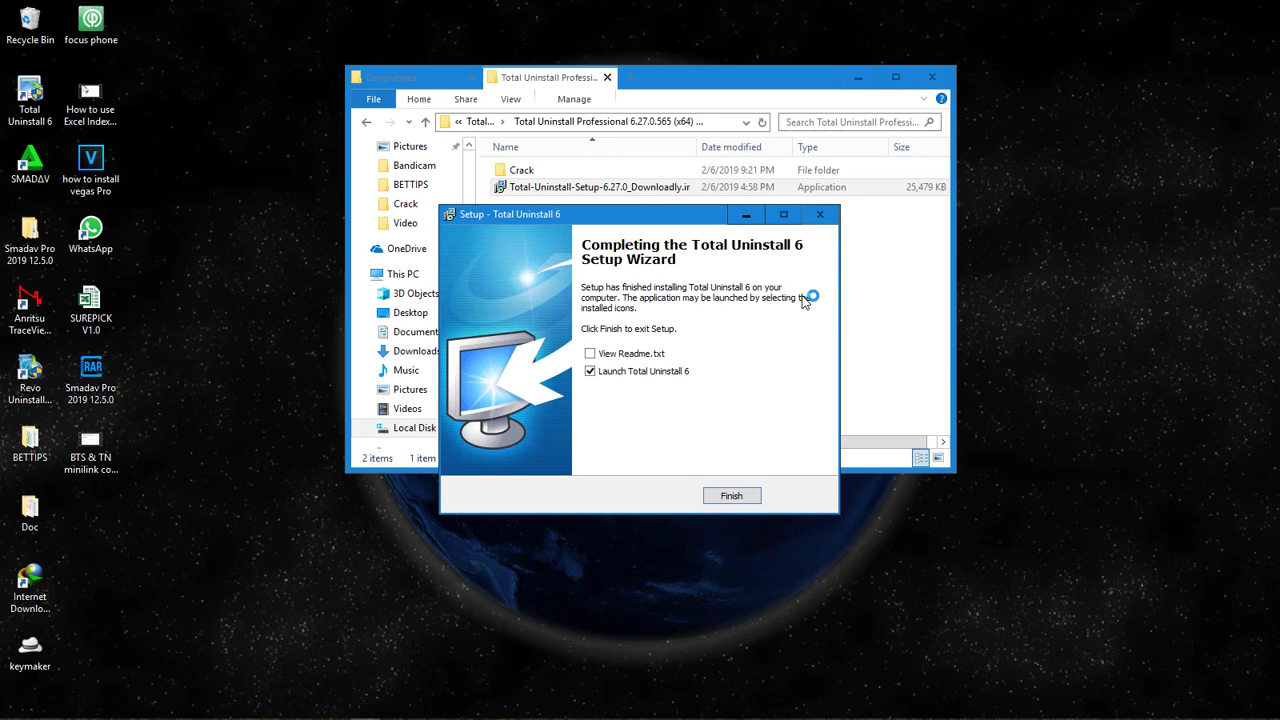 Recycle Bin
focus phone
Total
Uninstall 6
How to use
Excel Index...
SMADΔV
how to install
vegas Pro
Smadav Pro
2019 12.5.0
WhatsApp
Anritsu
TraceVie...
SUREPICK
V1.0
Revo
Uninstall...
Smadav Pro
2019 12.5.0
BETTIPS
BTS & TN
minilink co...
Doc
Internet
Downlo...
keymaker
Compressed
Total Uninstall Professi...
File Home Share View Manage
« Total... Total Uninstall Professional 6.27.0.565 (x64) ...
Search Total Uninstall Professi...
Name Date modified Type Size
Crack 2/6/2019 9:21 PM File folder
Total-Uninstall-Setup-6.27.0_Downloadly.ir 2/6/2019 4:58 PM Application 25,479 KB
Pictures
Bandicam
BETTIPS
Crack
Video
OneDrive
This PC
3D Objects
Desktop
Document
Downloads
Music
Pictures
Videos
Local Disk
2 items 1 item
Setup - Total Uninstall 6
Completing the Total Uninstall 6
Setup Wizard
Setup has finished installing Total Uninstall 6 on your
computer. The application may be launched by selecting the
installed icons.
Click Finish to exit Setup.
View Readme.txt
Launch Total Uninstall 6
Finish
RAR